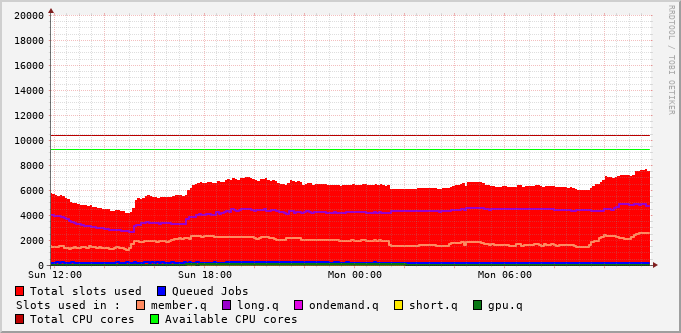 RRDTOOL / TOBI OETIKER
20000
18000
16000
14000
12000
10000
8000
6000
4000
2000
0
Sun 12:00 Sun 18:00 Mon 00:00 Mon 06:00
Total slots used Queued Jobs
Slots used in : member.q long.q ondemand.q short.q gpu.q
Total CPU cores Available CPU cores